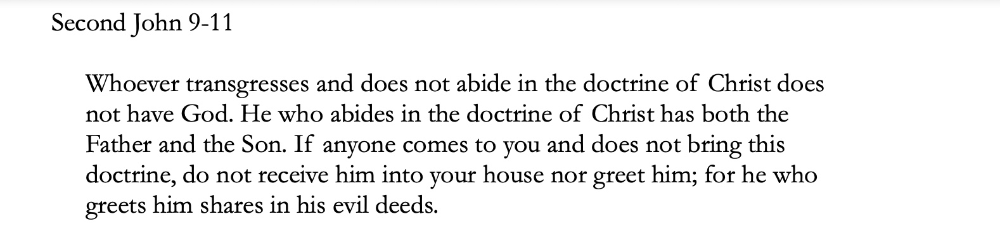 Second John 9-11
Whoever transgresses and does not abide in the doctrine of Christ does
not have God. He who abides in the doctrine of Christ has both the
Father and the Son. If anyone comes to you and does not bring this
doctrine, do not receive him into your house nor greet him; for he who
greets him shares in his evil deeds.